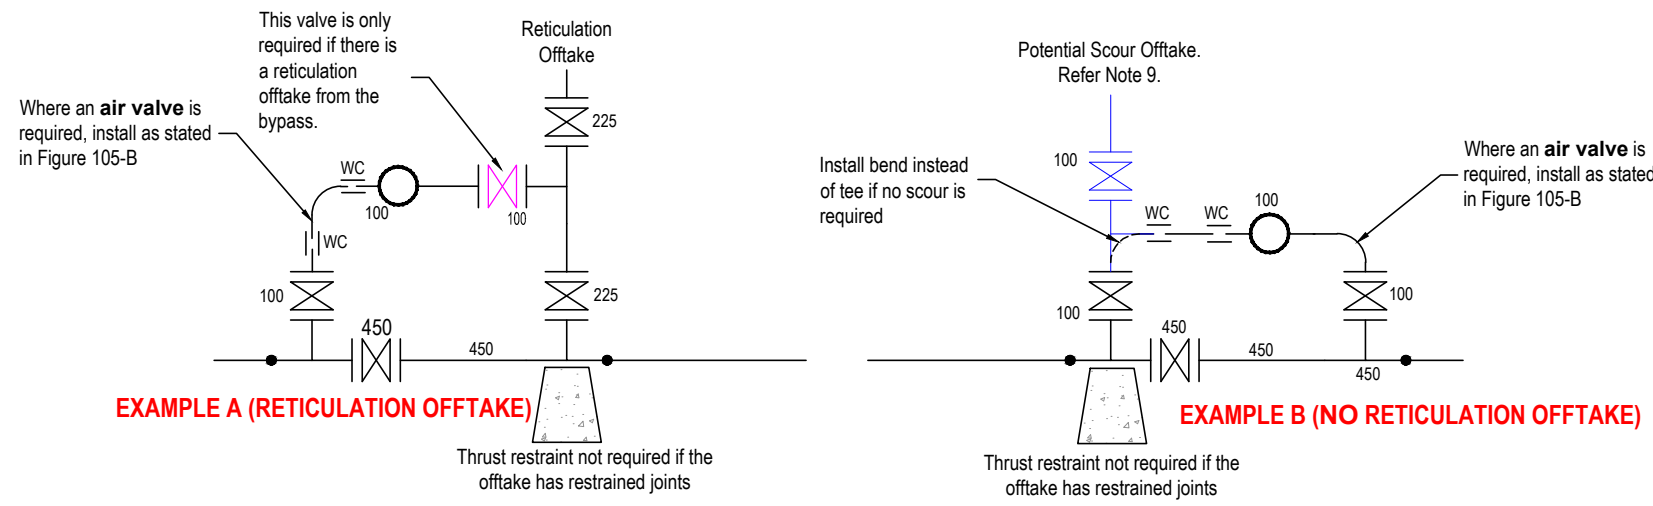 This valve is only
required if there is
a reticulation
offtake from the
bypass.
Reticulation
Offtake
Where an air valve is
required, install as stated
in Figure 105-B
225
WC
100
100
WC
100
225
450
450
EXAMPLE A (RETICULATION OFFTAKE)
Thrust restraint not required if the
offtake has restrained joints
Potential Scour Offtake.
Refer Note 9.
Install bend instead
of tee if no scour is
required
100
WC
WC
100
Where an air valve is
required, install as stated
in Figure 105-B
100
100
450
450
450
EXAMPLE B (NO RETICULATION OFFTAKE)
Thrust restraint not required if the
offtake has restrained joints